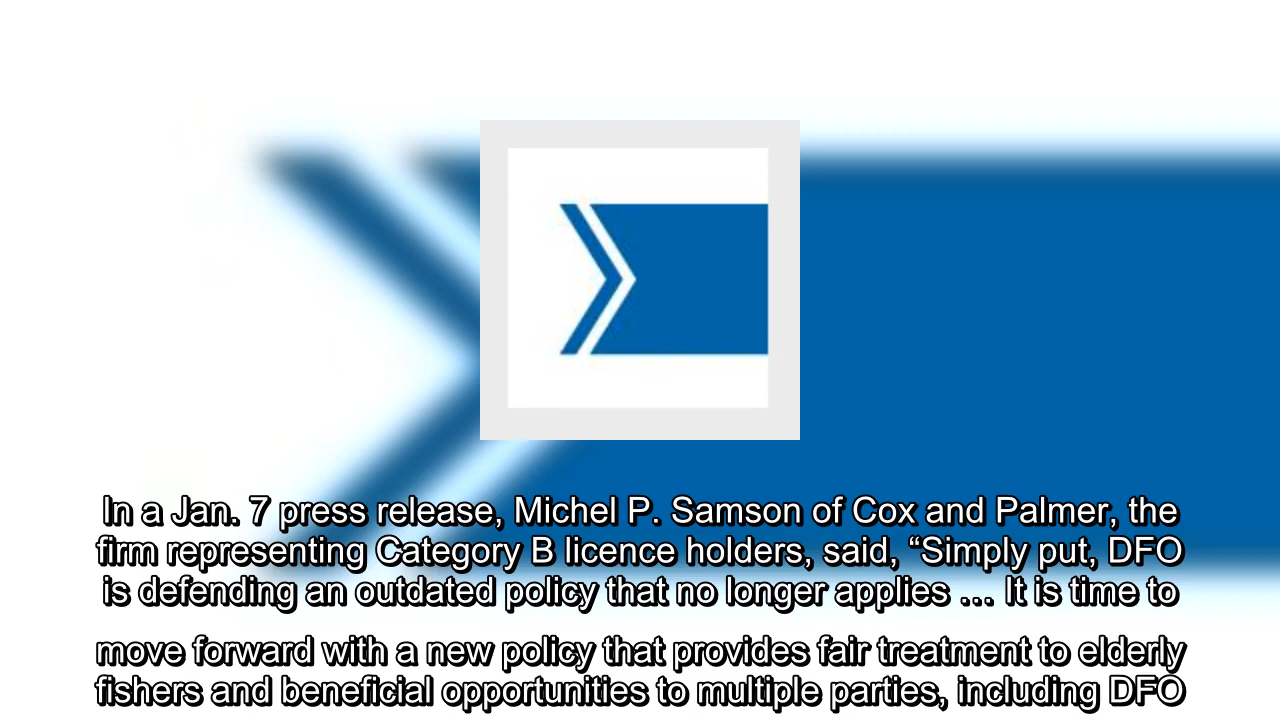 In a Jan. 7 press release, Michel P. Samson of Cox and Palmer, the
firm representing Category B licence holders, said, “Simply put, DFO
is defending an outdated policy that no longer applies … It is time to
move forward with a new policy that provides fair treatment to elderly
fishers and beneficial opportunities to multiple parties, including DFO